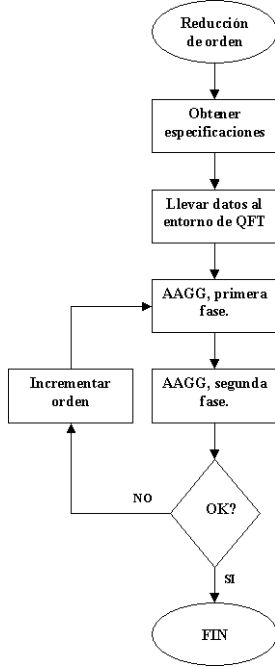 Reducción
de orden
Obtener
especificaciones
Llevar datos al
entorno de QFT
AAGG, primera
fase.
Incrementar
orden
AAGG, segunda
fase.
NO
OK?
SI
FIN